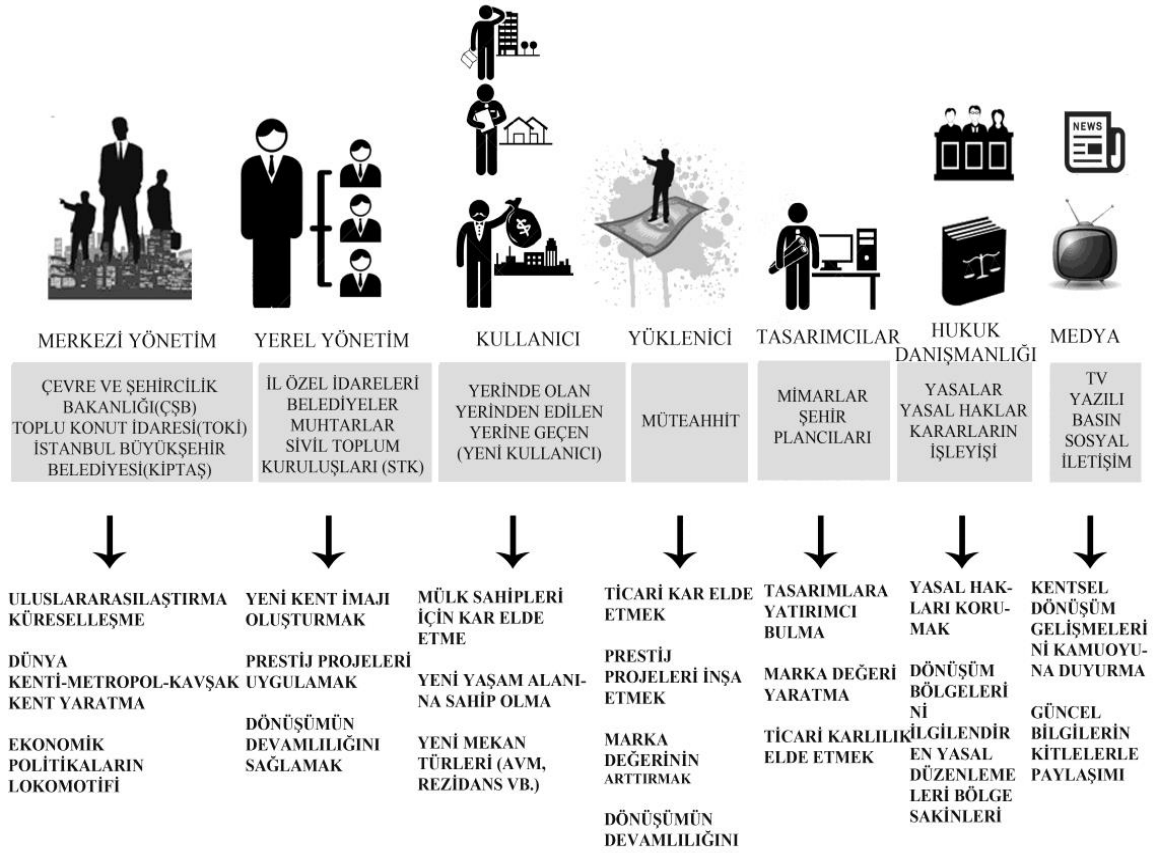 NEWS
MERKEZİ YÖNETİM
ÇEVRE VE ŞEHİRCİLİK
BAKANLIĞI(ÇŞB)
TOPLU KONUT İDARESİ(TOKİ)
İSTANBUL BÜYÜKŞEHİR
BELEDİYESİ(KİPTAŞ)
ULUSLARARASILAŞTIRMA
KÜRESELLEŞME
DÜNYA
KENTİ-METROPOL-KAVŞAK
KENT YARATMA
EKONOMİK
POLİTİKALARIN
LOKOMOTİFİ
YEREL YÖNETİM
İL ÖZEL İDARELERİ
BELEDİYELER
MUHTARLAR
SİVİL TOPLUM
KURULUŞLARI (STK)
YENİ KENT İMAJI
OLUŞTURMAK
PRESTİJ PROJELERİ
UYGULAMAK
DÖNÜŞÜMÜN
DEVAMLILIĞINI
SAĞLAMAK
KULLANICI
YERİNDE OLAN
YERİNDEN EDİLEN
YERİNE GEÇEN
(YENİ KULLANICI)
MÜLK SAHİPLERİ
İÇİN KAR ELDE
ETME
YENİ YAŞAM ALANI-
NA SAHİP OLMA
YENİ MEKAN
TÜRLERİ (AVM,
REZİDANS VB.)
YÜKLENİCİ
MÜTEAHHİT
TİCARİ KAR ELDE
ETMEK
PRESTİJ
PROJELERİ İNŞA
ETMEK
MARKA
DEĞERİNİN
ARTTIRMAK
DÖNÜŞÜMÜN
DEVAMLILIĞINI
TASARIMCILAR
MİMARLAR
ŞEHİR
PLANCILARI
TASARIMLARA
YATIRIMCI
BULMA
MARKA DEĞERİ
YARATMA
TİCARİ KARLILIK
ELDE ETMEK
HUKUK
DANIŞMANLIĞI
YASALAR
YASAL HAKLAR
KARARLARIN
İŞLEYİŞİ
YASAL HAK-
LARI KORU-
MAK
DÖNÜŞÜM
BÖLGELERİ
Nİ
İLGİLENDİR
EN YASAL
DÜZENLEME
LERİ BÖLGE
SAKİNLERİ
MEDYA
TV
YAZILI
BASIN
SOSYAL
İLETİŞİM
KENTSEL
DÖNÜŞÜM
GELİŞMELERİ
Nİ KAMUOYU-
NA DUYURMA
GÜNCEL
BİLGİLERİN
KİTLELERLE
PAYLAŞIMI